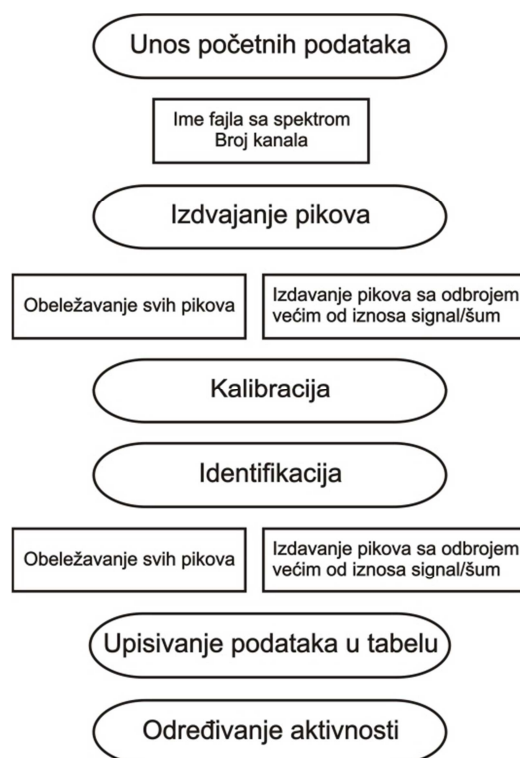 Unos početnih podataka
Ime fajla sa spektrom
Broj kanala
Izdvajanje pikova
Obeležavanje svih pikova
Izdavanje pikova sa odbrojem
većim od iznosa signal/šum
Kalibracija
Identifikacija
Obeležavanje svih pikova
Izdavanje pikova sa odbrojem
većim od iznosa signal/šum
Upisivanje podataka u tabelu
Određivanje aktivnosti